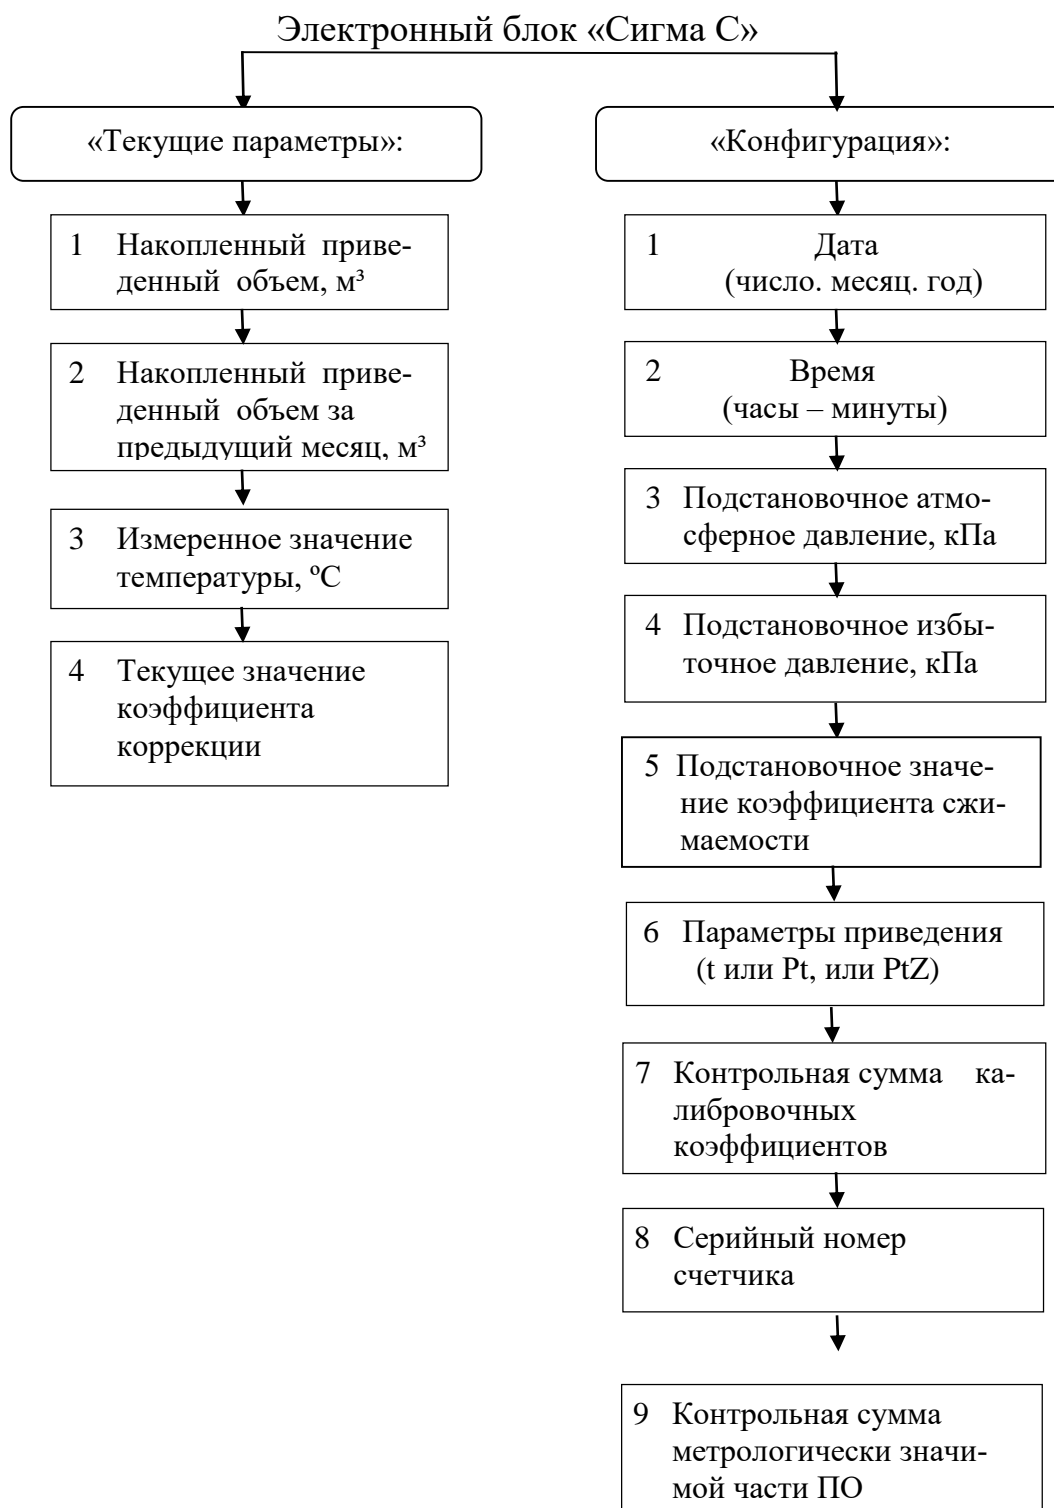 Электронный блок «Сигма С»
«Текущие параметры»:
1 Накопленный приве-
денный объем, м³
2 Накопленный приве-
денный объем за
предыдущий месяц, м³
3 Измеренное значение
температуры, ºС
4 Текущее значение
коэффициента
коррекции
«Конфигурация»:
1 Дата
(число. месяц. год)
2 Время
(часы – минуты)
3 Подстановочное атмо-
сферное давление, кПа
4 Подстановочное избы-
точное давление, кПа
5 Подстановочное значе-
ние коэффициента сжи-
маемости
6 Параметры приведения
(t или Pt, или PtZ)
7 Контрольная сумма ка-
либровочных
коэффициентов
8 Серийный номер
счетчика
9 Контрольная сумма
метрологически значи-
мой части ПО